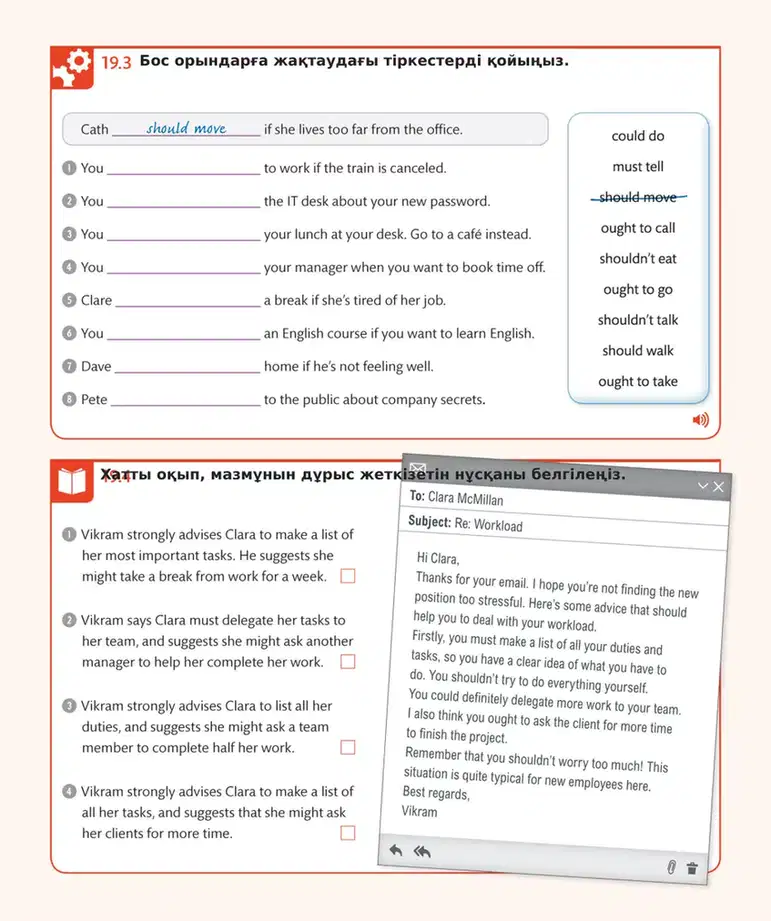 19.3 Бос орындарға жақтаудағы тіркестерді қойыңыз.
Cath should move if she lives too far from the office.
1 You ____ to work if the train is canceled.
2 You ____ the IT desk about your new password.
3 You ____ your lunch at your desk. Go to a café instead.
4 You ____ your manager when you want to book time off.
5 Clare ____ a break if she's tired of her job.
6 You ____ an English course if you want to learn English.
7 Dave ____ home if he's not feeling well.
8 Pete ____ to the public about company secrets.
could do
must tell
should move
ought to call
shouldn't eat
ought to go
shouldn't talk
should walk
ought to take
19.4 Хатты оқып, мазмұнын дұрыс жеткізетін нұсқаны белгілеңіз.
1 Vikram strongly advises Clara to make a list of
her most important tasks. He suggests she
might take a break from work for a week.
2 Vikram says Clara must delegate her tasks to
her team, and suggests she might ask another
manager to help her complete her work.
3 Vikram strongly advises Clara to list all her
duties, and suggests she might ask a team
member to complete half her work.
4 Vikram strongly advises Clara to make a list of
all her tasks, and suggests that she might ask
her clients for more time.
To: Clara McMillan
Subject: Re: Workload
Hi Clara,
Thanks for your email. I hope you're not finding the new
position too stressful. Here's some advice that should
help you to deal with your workload.
Firstly, you must make a list of all your duties and
tasks, so you have a clear idea of what you have to
do. You shouldn't try to do everything yourself.
You could definitely delegate more work to your team.
I also think you ought to ask the client for more time
to finish the project.
Remember that you shouldn't worry too much! This
situation is quite typical for new employees here.
Best regards,
Vikram